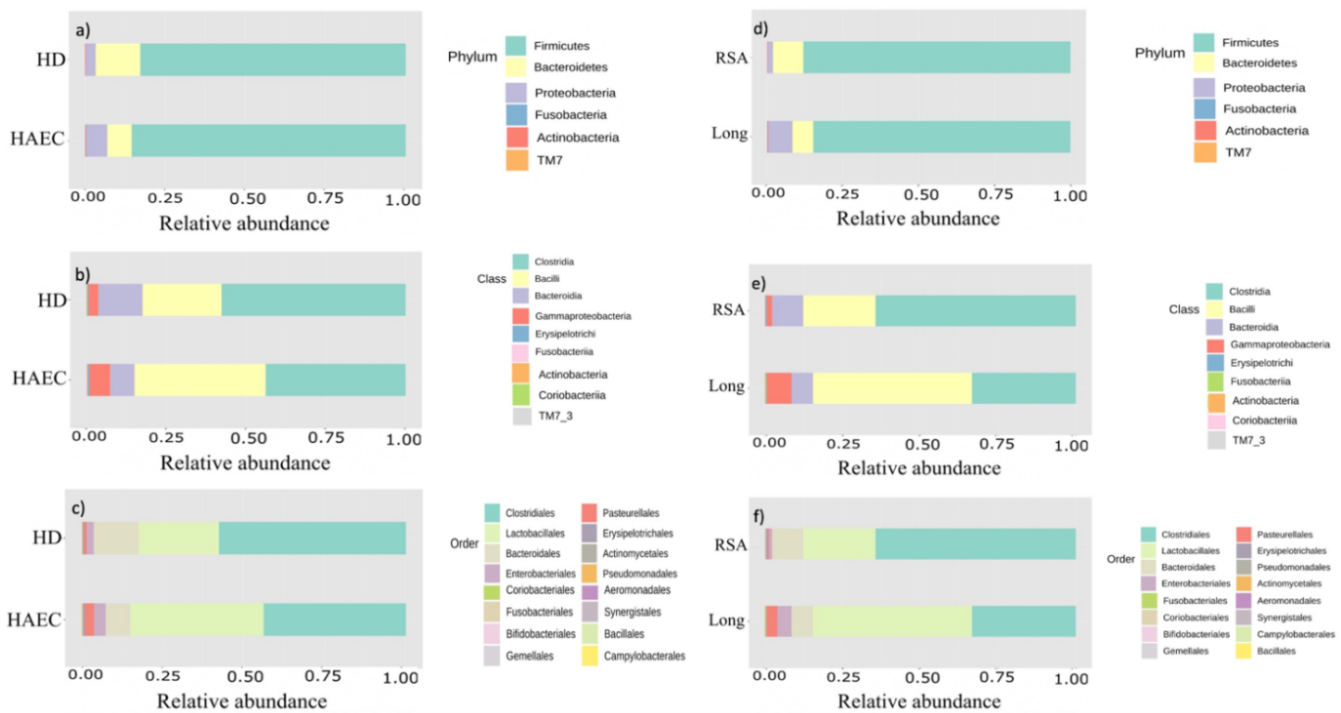 a)
HD
HAEC
0.00 0.25 0.50 0.75 1.00
Relative abundance
Phylum
Firmicutes
Bacteroidetes
Proteobacteria
Fusobacteria
Actinobacteria
TM7
d)
RSA
Long
0.00 0.25 0.50 0.75 1.00
Relative abundance
Phylum
Firmicutes
Bacteroidetes
Proteobacteria
Fusobacteria
Actinobacteria
TM7
b)
HD
HAEC
0.00 0.25 0.50 0.75 1.00
Relative abundance
Class
Clostridia
Bacilli
Bacteroidia
Gammaproteobacteria
Erysipelotrichi
Fusobacteriia
Actinobacteria
Coriobacteriia
TM7_3
e)
RSA
Long
0.00 0.25 0.50 0.75 1.00
Relative abundance
Class
Clostridia
Bacilli
Bacteroidia
Gammaproteobacteria
Erysipelotrichi
Fusobacteriia
Actinobacteria
Coriobacteriia
TM7_3
c)
HD
HAEC
0.00 0.25 0.50 0.75 1.00
Relative abundance
Order
Clostridiales Pasteurellales
Lactobacillales Erysipelotrichales
Bacteroidales Actinomycetales
Enterobacteriales Pseudomonadales
Coriobacteriales Aeromonadales
Fusobacteriales Synergistales
Bifidobacteriales Bacillales
Gemellales Campylobacterales
f)
RSA
Long
0.00 0.25 0.50 0.75 1.00
Relative abundance
Order
Clostridiales Pasteurellales
Lactobacillales Erysipelotrichales
Bacteroidales Pseudomonadales
Enterobacteriales Actinomycetales
Fusobacteriales Aeromonadales
Coriobacteriales Synergistales
Bifidobacteriales Campylobacterales
Gemellales Bacillales